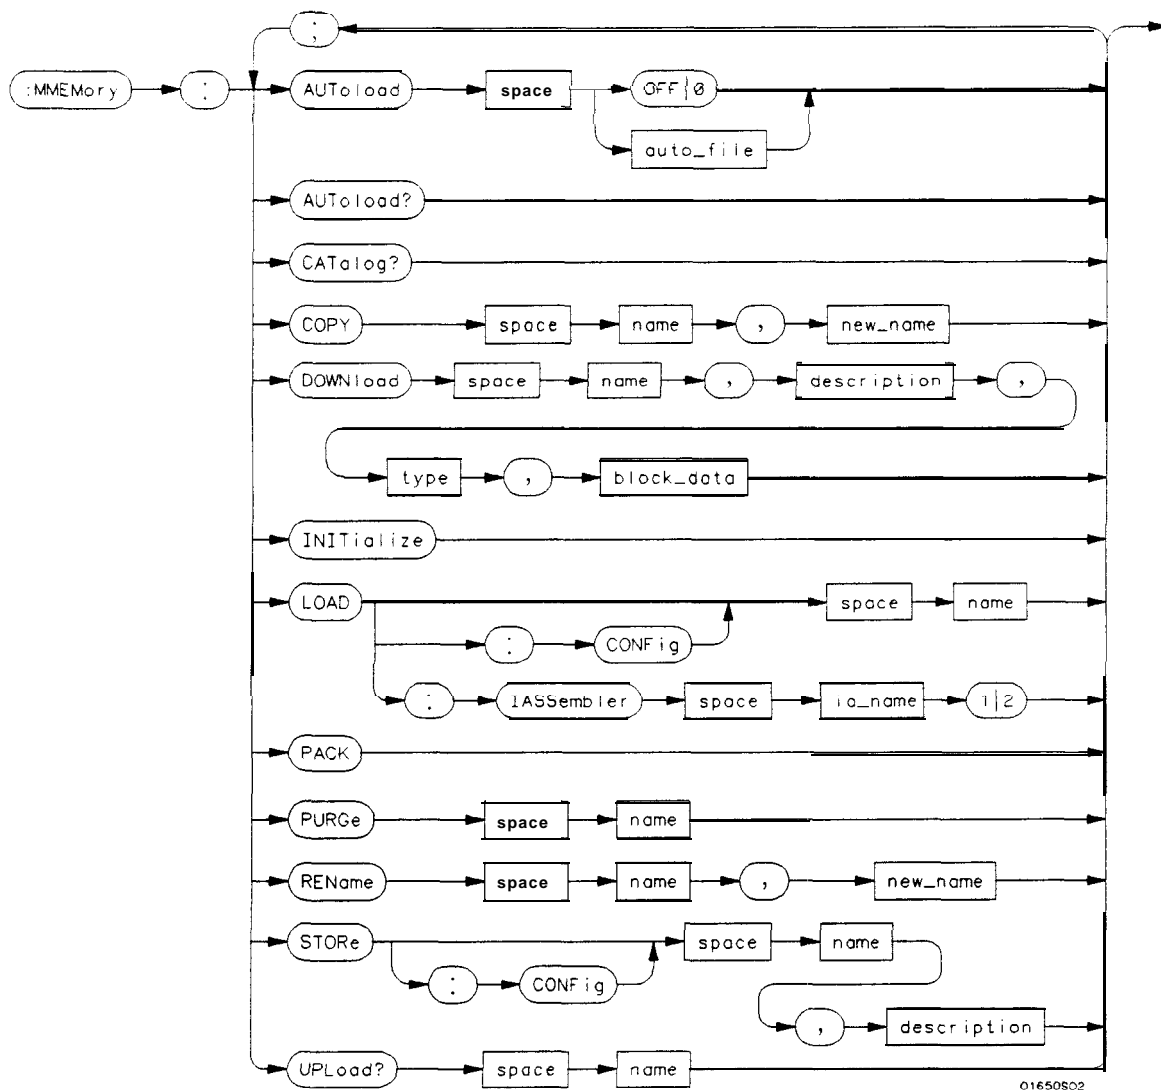 ;
:MMEMory : AUToload space OFF|0
auto_file
AUToload?
CATalog?
COPY space name , new_name
DOWNload space name , description ,
type , block_data
INITialize
LOAD space name
: CONFig
: IASSembler space ia_name 1|2
PACK
PURGe space name
REName space name , new_name
STORe space name
: CONFig
, description
UPLoad? space name
01650S02